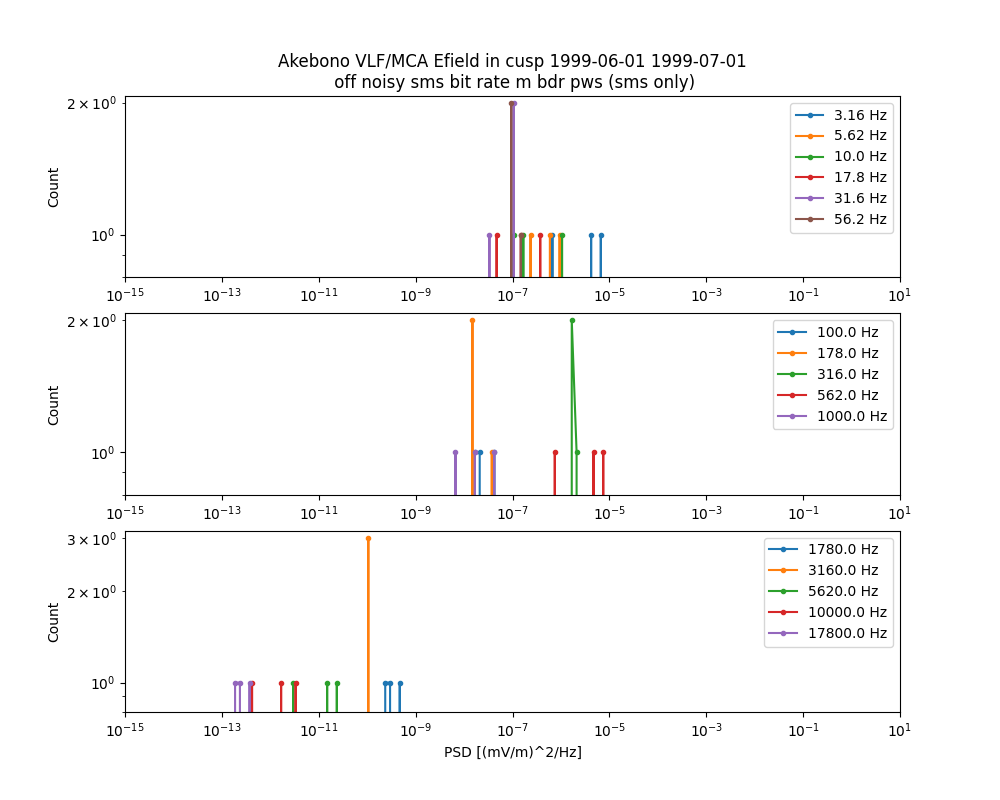 Akebono VLF/MCA Efield in cusp 1999-06-01 1999-07-01
off noisy sms bit rate m bdr pws (sms only)
2 × 10⁰
10⁰
Count
3.16 Hz
5.62 Hz
10.0 Hz
17.8 Hz
31.6 Hz
56.2 Hz
10⁻¹⁵ 10⁻¹³ 10⁻¹¹ 10⁻⁹ 10⁻⁷ 10⁻⁵ 10⁻³ 10⁻¹ 10¹
2 × 10⁰
10⁰
Count
100.0 Hz
178.0 Hz
316.0 Hz
562.0 Hz
1000.0 Hz
10⁻¹⁵ 10⁻¹³ 10⁻¹¹ 10⁻⁹ 10⁻⁷ 10⁻⁵ 10⁻³ 10⁻¹ 10¹
3 × 10⁰
2 × 10⁰
10⁰
Count
1780.0 Hz
3160.0 Hz
5620.0 Hz
10000.0 Hz
17800.0 Hz
10⁻¹⁵ 10⁻¹³ 10⁻¹¹ 10⁻⁹ 10⁻⁷ 10⁻⁵ 10⁻³ 10⁻¹ 10¹
PSD [(mV/m)^2/Hz]